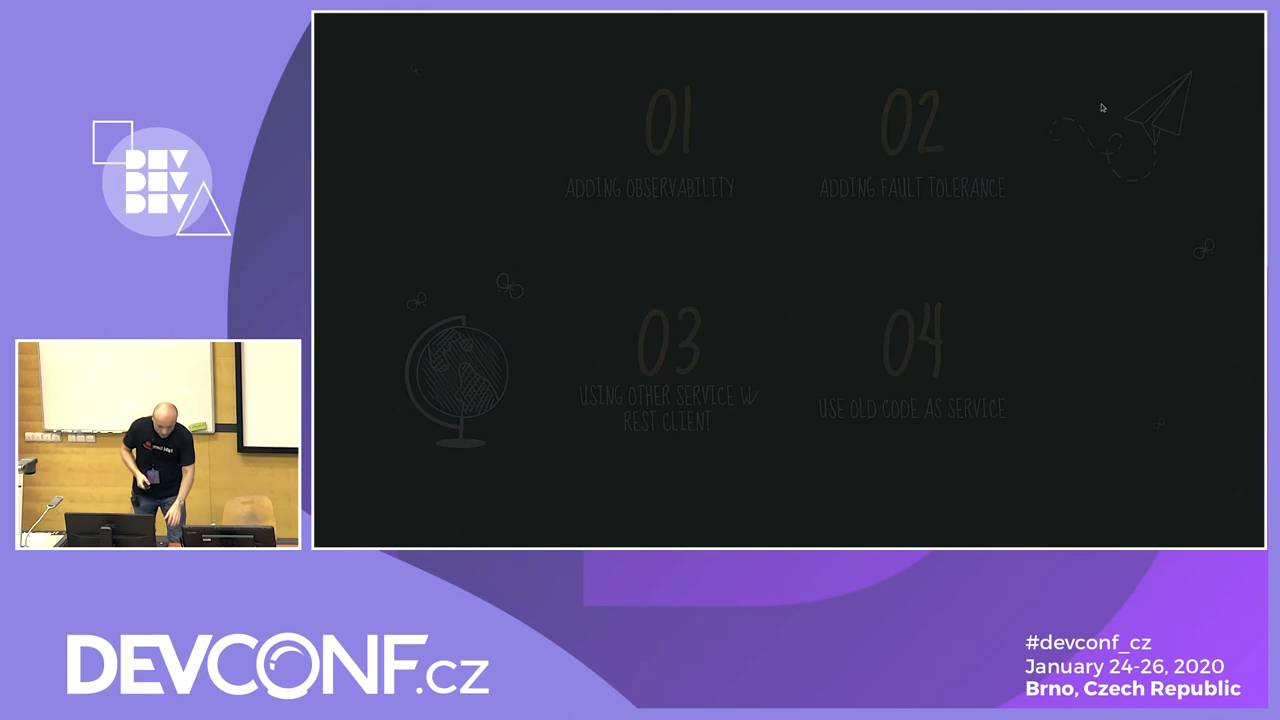 DEV
DEV
DEV
01
ADDING OBSERVABILITY
02
ADDING FAULT TOLERANCE
03
USING OTHER SERVICE W/
REST CLIENT
04
USE OLD CODE AS SERVICE
DEVCONF.cz
#devconf_cz
January 24-26, 2020
Brno, Czech Republic